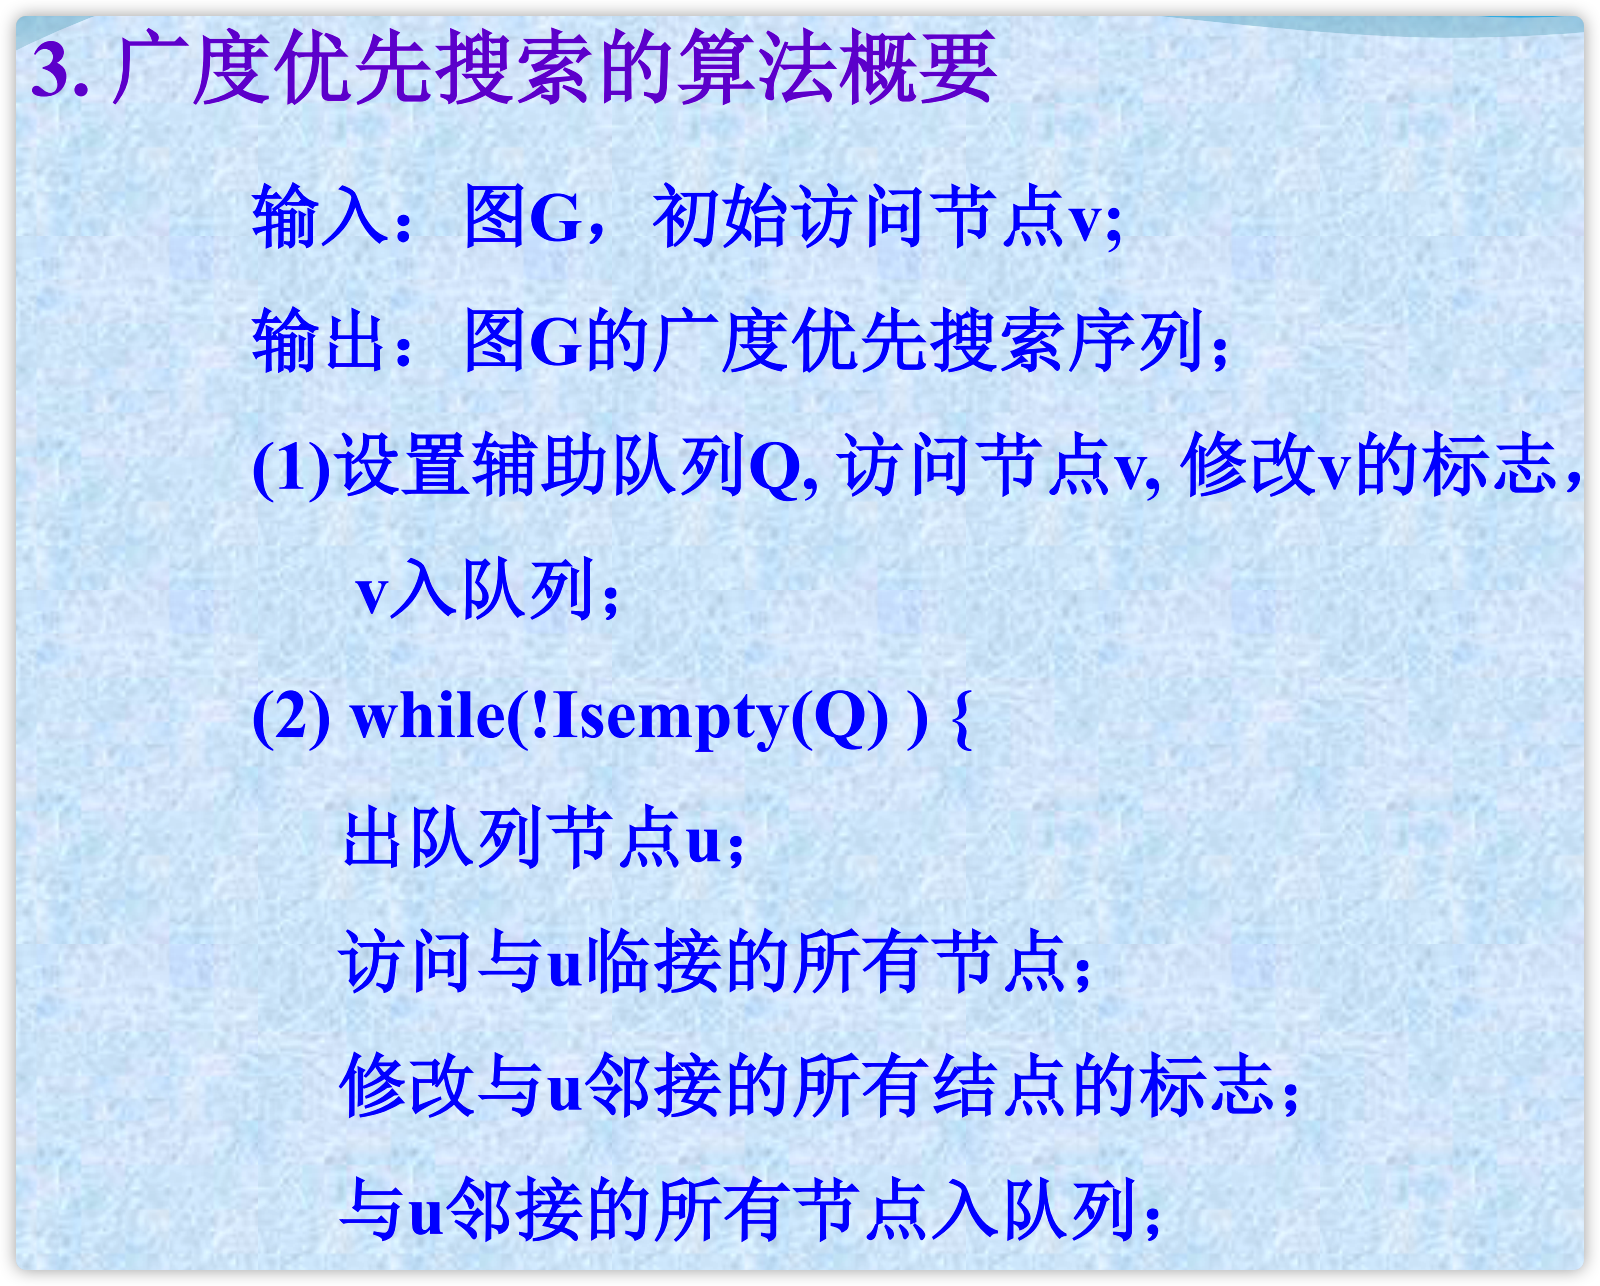 3. 广度优先搜索的算法概要
输入：图G，初始访问节点v;
输出：图G的广度优先搜索序列；
(1)设置辅助队列Q, 访问节点v, 修改v的标志，
v入队列；
(2) while(!Isempty(Q) ) {
出队列节点u；
访问与u临接的所有节点；
修改与u邻接的所有结点的标志；
与u邻接的所有节点入队列；